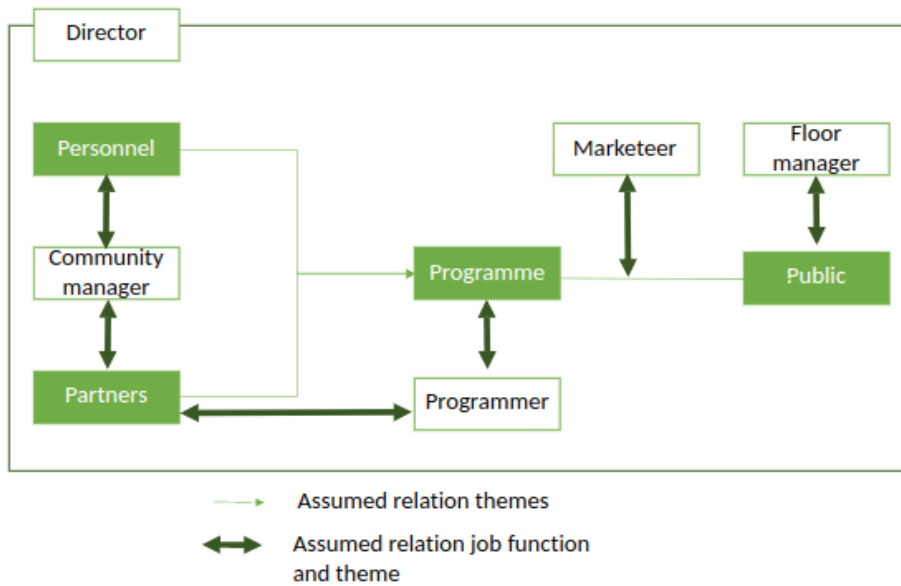 Director
Personnel
Marketeer
Floor
manager
Community
manager
Programme
Public
Partners
Programmer
Assumed relation themes
Assumed relation job function
and theme